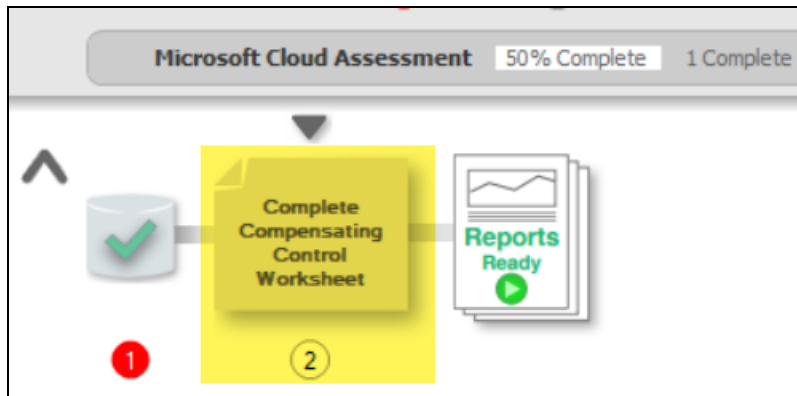 Microsoft Cloud Assessment 50% Complete 1 Complete
Complete
Compensating
Control
Worksheet
Reports
Ready
1
2